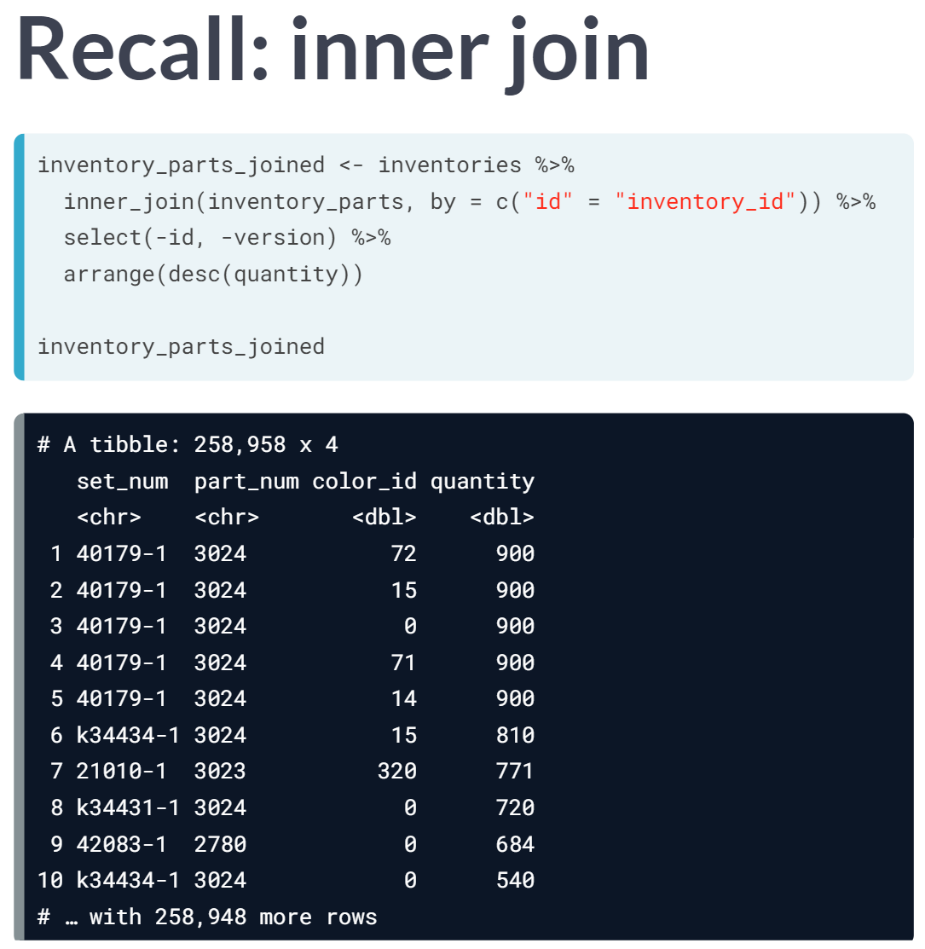 Recall: inner join
inventory_parts_joined <- inventories %>%
  inner_join(inventory_parts, by = c("id" = "inventory_id")) %>%
  select(-id, -version) %>%
  arrange(desc(quantity))

inventory_parts_joined
# A tibble: 258,958 x 4
   set_num  part_num color_id quantity
   <chr>    <chr>       <dbl>    <dbl>
 1 40179-1  3024           72      900
 2 40179-1  3024           15      900
 3 40179-1  3024            0      900
 4 40179-1  3024           71      900
 5 40179-1  3024           14      900
 6 k34434-1 3024           15      810
 7 21010-1  3023          320      771
 8 k34431-1 3024            0      720
 9 42083-1  2780            0      684
10 k34434-1 3024            0      540
# … with 258,948 more rows